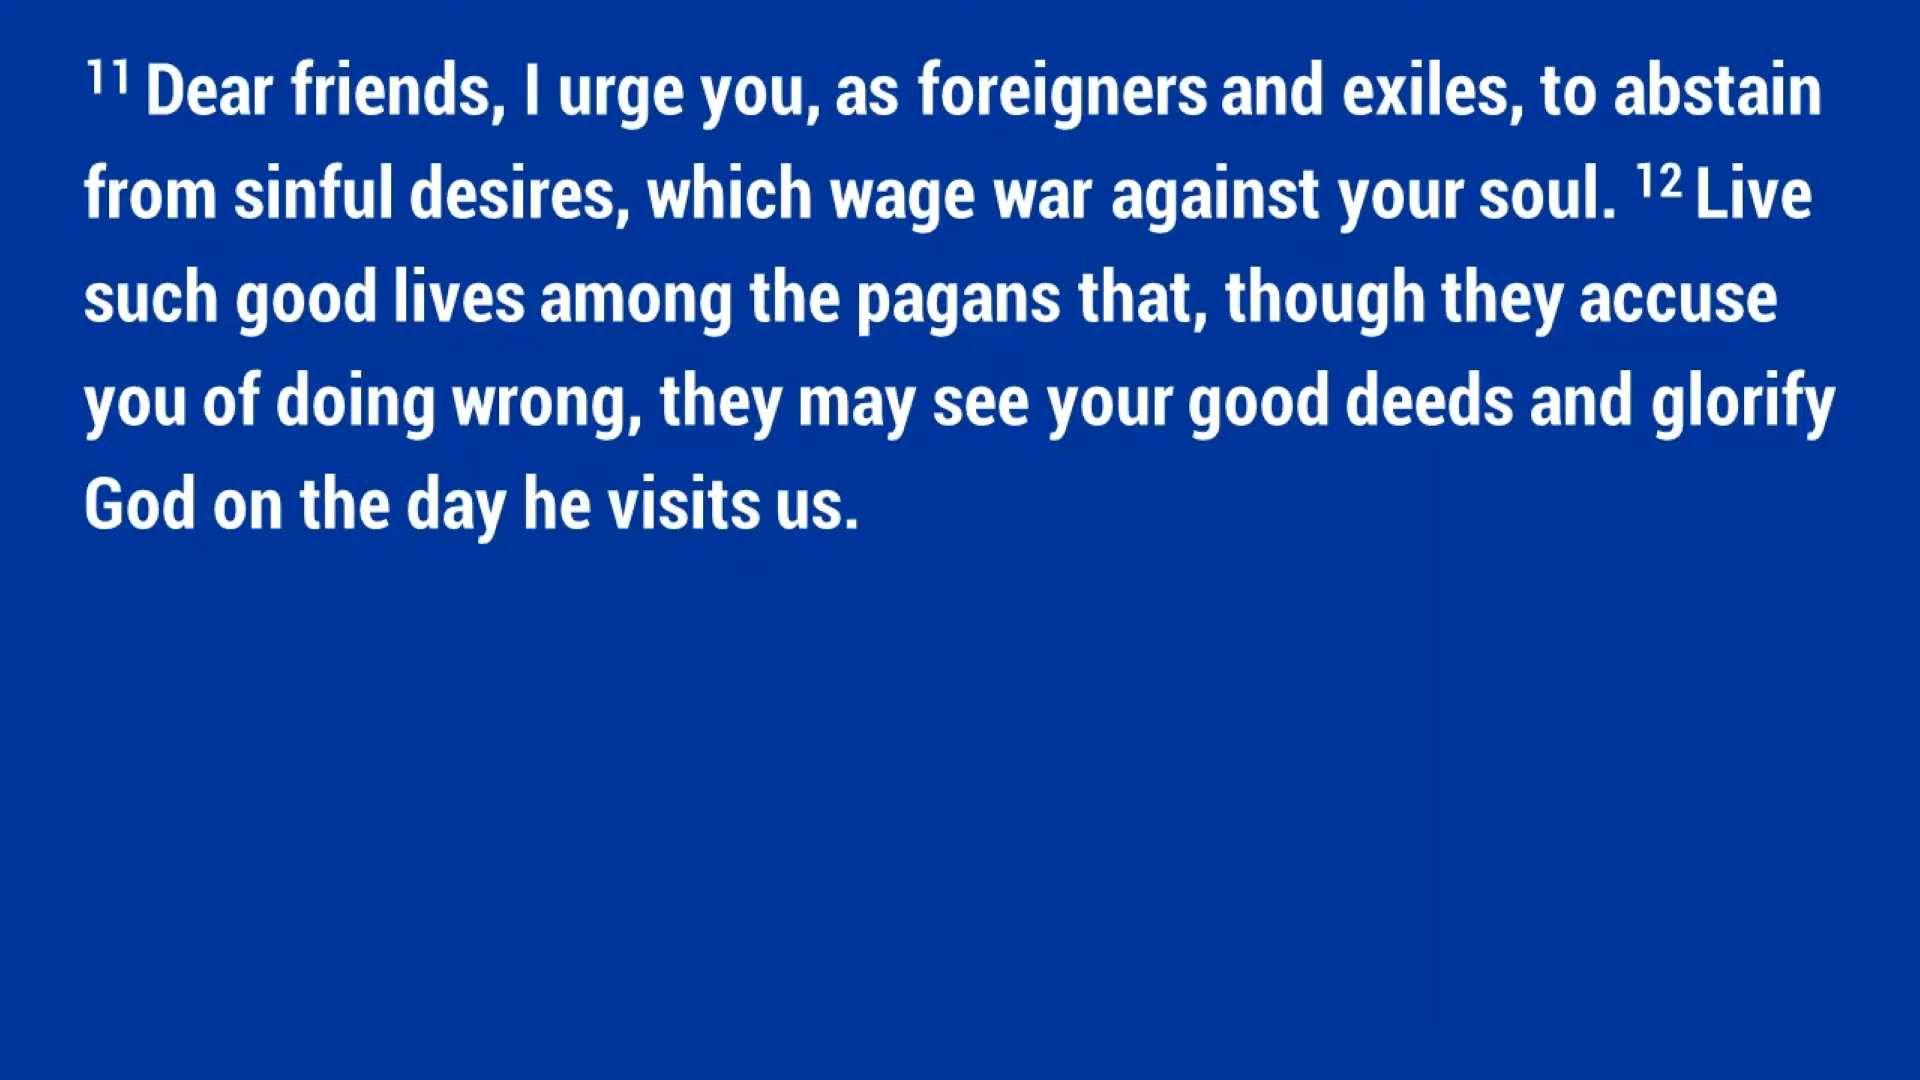 11 Dear friends, I urge you, as foreigners and exiles, to abstain
from sinful desires, which wage war against your soul. 12 Live
such good lives among the pagans that, though they accuse
you of doing wrong, they may see your good deeds and glorify
God on the day he visits us.